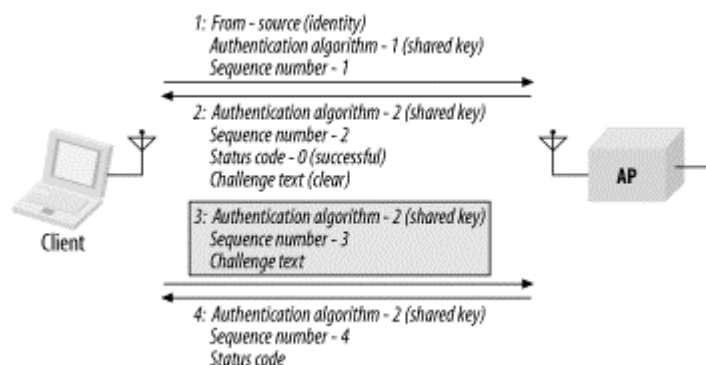 1: From - source (identity)
Authentication algorithm - 1 (shared key)
Sequence number - 1
2: Authentication algorithm - 2 (shared key)
Sequence number - 2
Status code - 0 (successful)
Challenge text (clear)
AP
Client
3: Authentication algorithm - 2 (shared key)
Sequence number - 3
Challenge text
4: Authentication algorithm - 2 (shared key)
Sequence number - 4
Status code